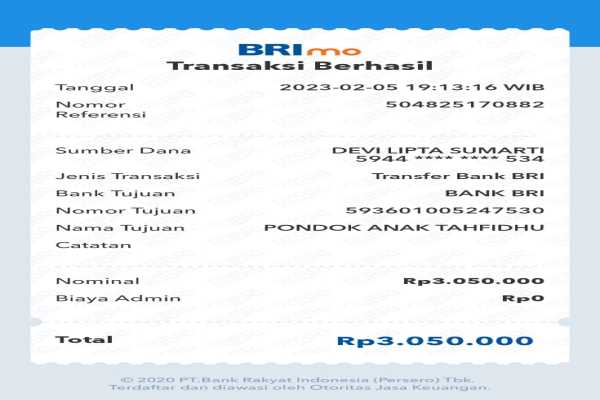 BRImo
Transaksi Berhasil
Tanggal 2023-02-05 19:13:16 WIB
Nomor 504825170882
Referensi
Sumber Dana DEVI LIPTA SUMARTI
5944 **** **** 534
Jenis Transaksi Transfer Bank BRI
Bank Tujuan BANK BRI
Nomor Tujuan 593601005247530
Nama Tujuan PONDOK ANAK TAHFIDHU
Catatan
Nominal Rp3.050.000
Biaya Admin Rp0
Total Rp3.050.000
© 2020 PT.Bank Rakyat Indonesia (Persero) Tbk.
Terdaftar dan diawasi oleh Otoritas Jasa Keuangan.